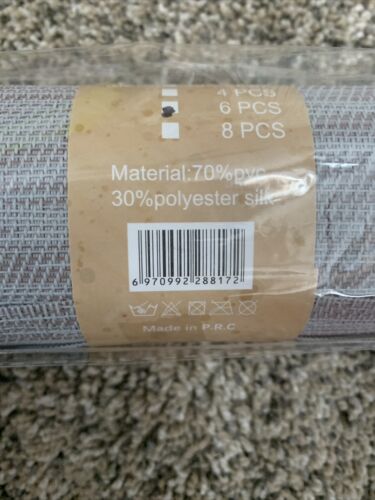 4 PCS
6 PCS
8 PCS
Material:70%pvc
30%polyester silk
6 970992 288172
Made in P.R.C